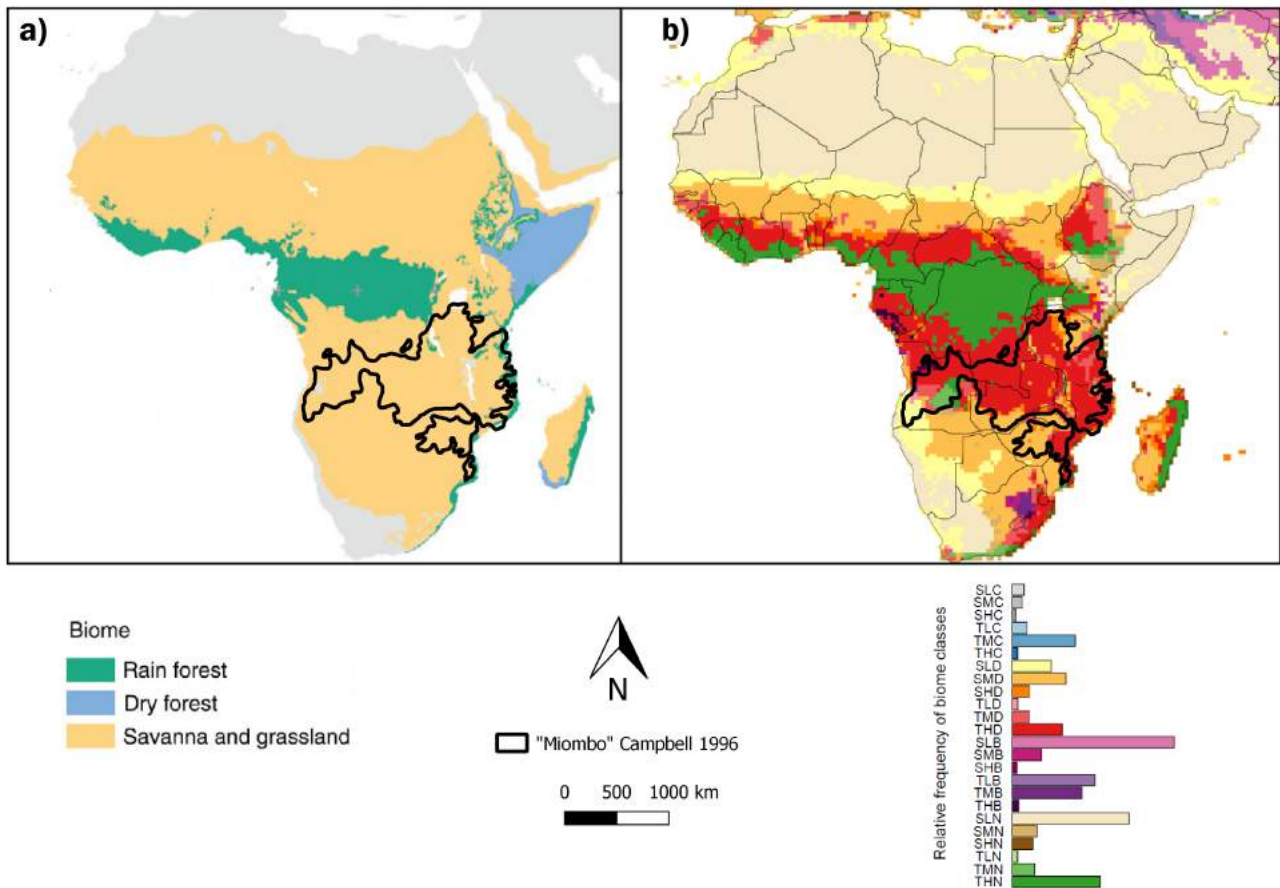 a)
b)
Biome
Rain forest
Dry forest
Savanna and grassland
N
"Miombo" Campbell 1996
0 500 1000 km
Relative frequency of biome classes
SLC
SMC
SHC
TLC
TMC
THC
SLD
SMD
SHD
TLD
TMD
THD
SLB
SMB
SHB
TLB
TMB
THB
SLN
SMN
SHN
TLN
TMN
THN